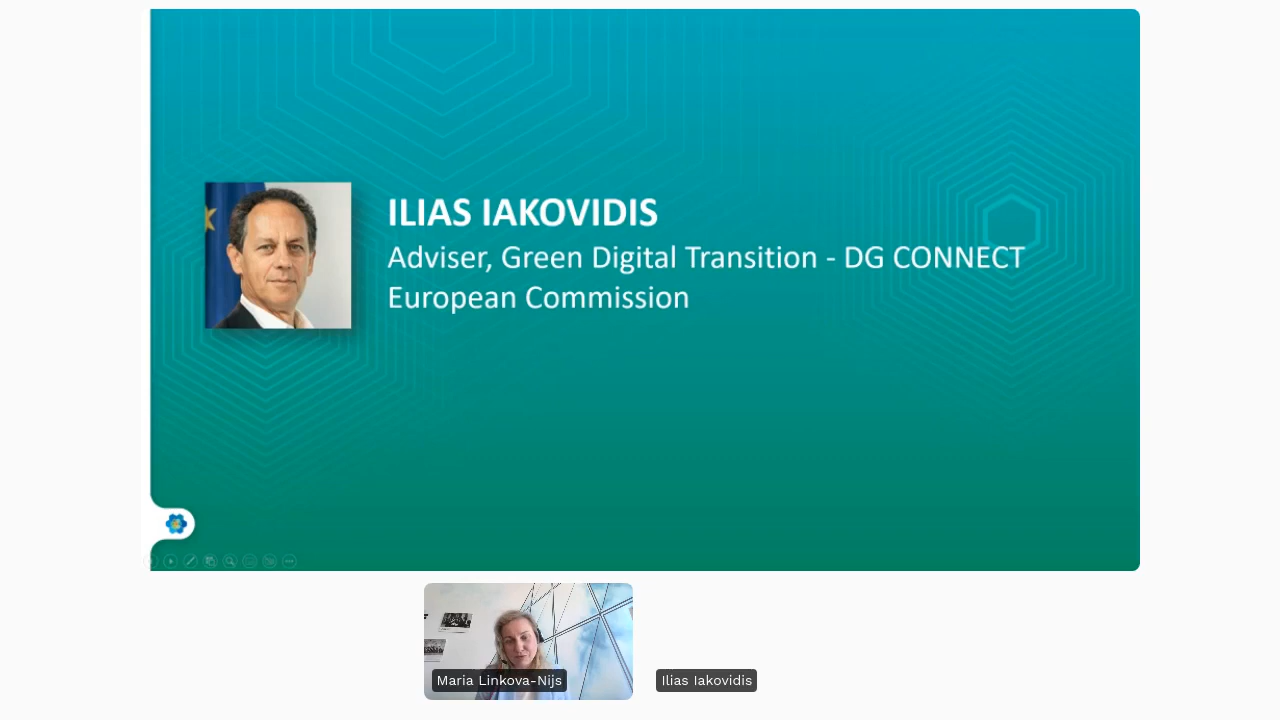 ILIAS IAKOVIDIS
Adviser, Green Digital Transition - DG CONNECT
European Commission
Maria Linkova-Nijs
Ilias Iakovidis